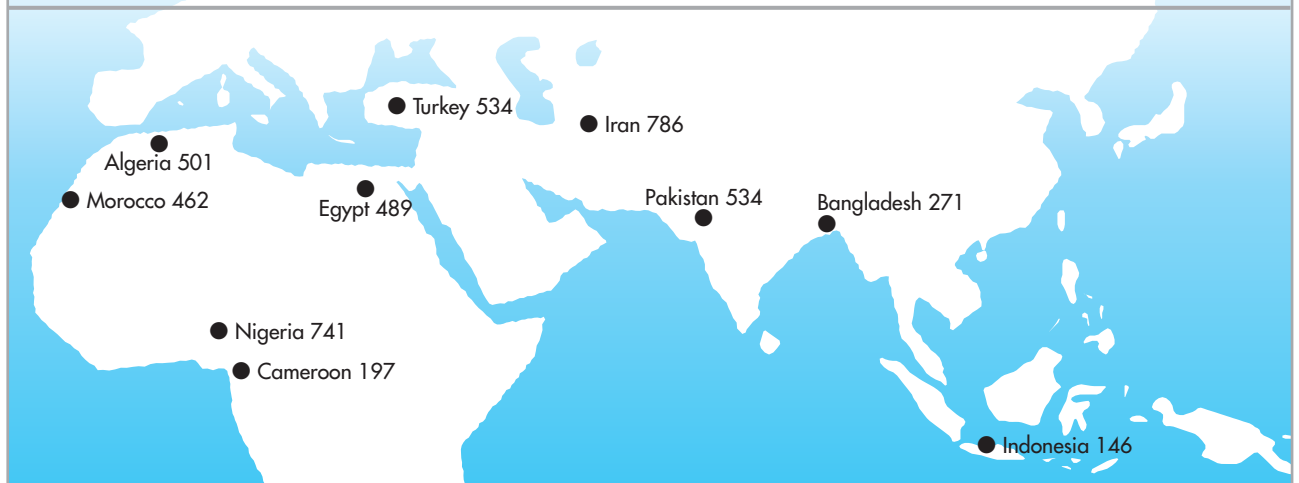 Turkey 534
Iran 786
Algeria 501
Morocco 462
Egypt 489
Pakistan 534
Bangladesh 271
Nigeria 741
Cameroon 197
Indonesia 146